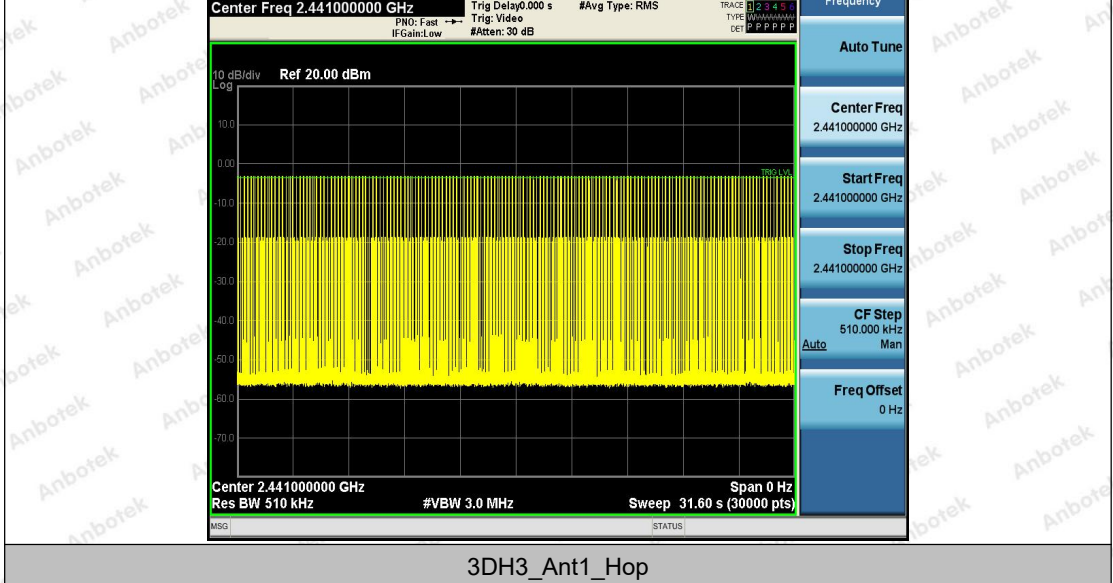 Center Freq 2.441000000 GHz
Trig Delay0.000 s
#Avg Type: RMS
TRACE 1 2 3 4 5 6
PNO: Fast
Trig: Video
TYPE
IFGain:Low
#Atten: 30 dB
DET P P P P P P
Frequency
Auto Tune
10 dB/div
Ref 20.00 dBm
Log
10.0
0.00
TRIG LVL
-10.0
-20.0
-30.0
-40.0
-50.0
-60.0
-70.0
Center Freq
2.441000000 GHz
Start Freq
2.441000000 GHz
Stop Freq
2.441000000 GHz
CF Step
510.000 kHz
Auto Man
Freq Offset
0 Hz
Center 2.441000000 GHz
Span 0 Hz
Res BW 510 kHz
#VBW 3.0 MHz
Sweep 31.60 s (30000 pts)
MSG
STATUS
3DH3_Ant1_Hop
Anbotek